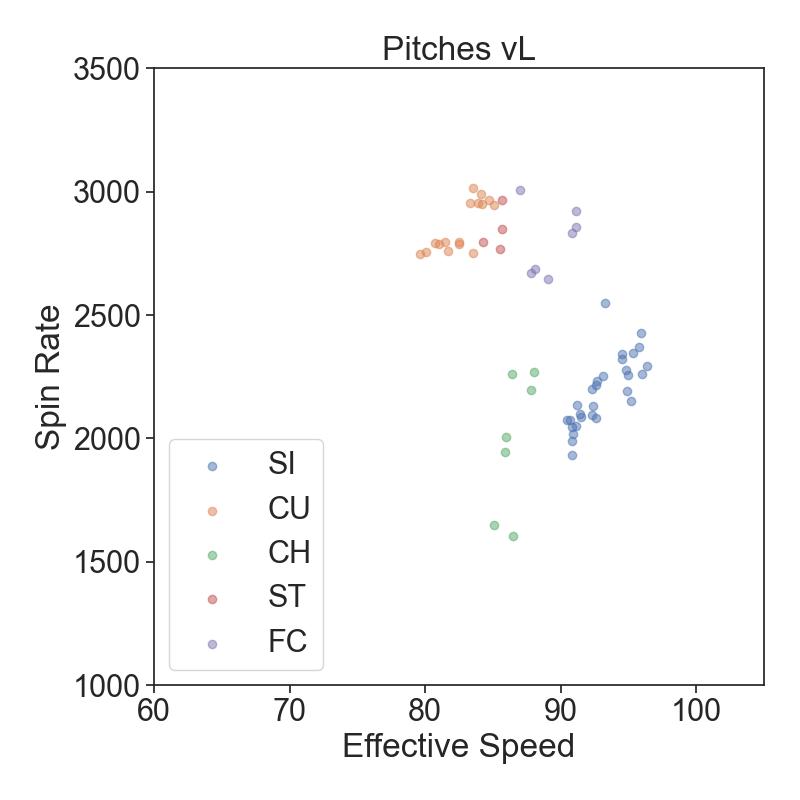 Pitches vL
3500
3000
2500
2000
1500
1000
Spin Rate
SI
CU
CH
ST
FC
60 70 80 90 100
Effective Speed